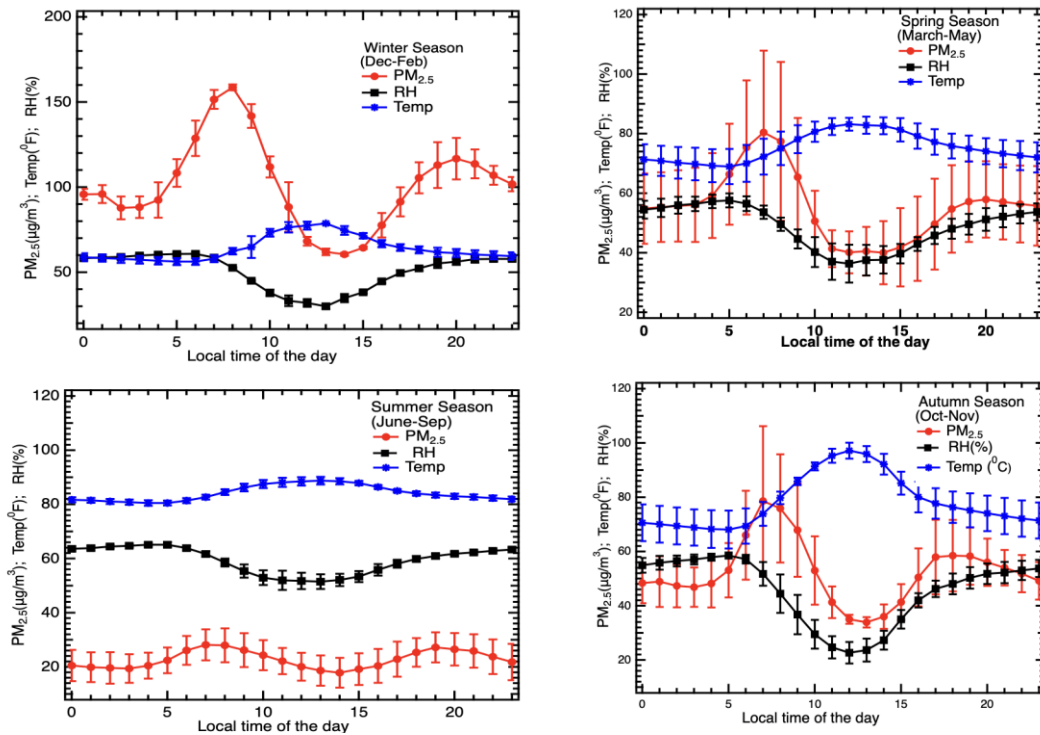 200
150
100
50
0
5
10
15
20
PM2.5(µg/m3); Temp(0F); RH(%)
Local time of the day
Winter Season
(Dec-Feb)
PM2.5
RH
Temp
120
100
80
60
40
20
0
5
10
15
20
PM2.5(µg/m3); Temp(0F); RH(%)
Local time of the day
Spring Season
(March-May)
PM2.5
RH
Temp
120
100
80
60
40
20
0
5
10
15
20
PM2.5(µg/m3); Temp(0F); RH(%)
Local time of the day
Summer Season
(June-Sep)
PM2.5
RH
Temp
120
100
80
60
40
20
0
5
10
15
20
PM2.5(µg/m3); Temp(0F); RH(%)
Local time of the day
Autumn Season
(Oct-Nov)
PM2.5
RH(%)
Temp (0C)